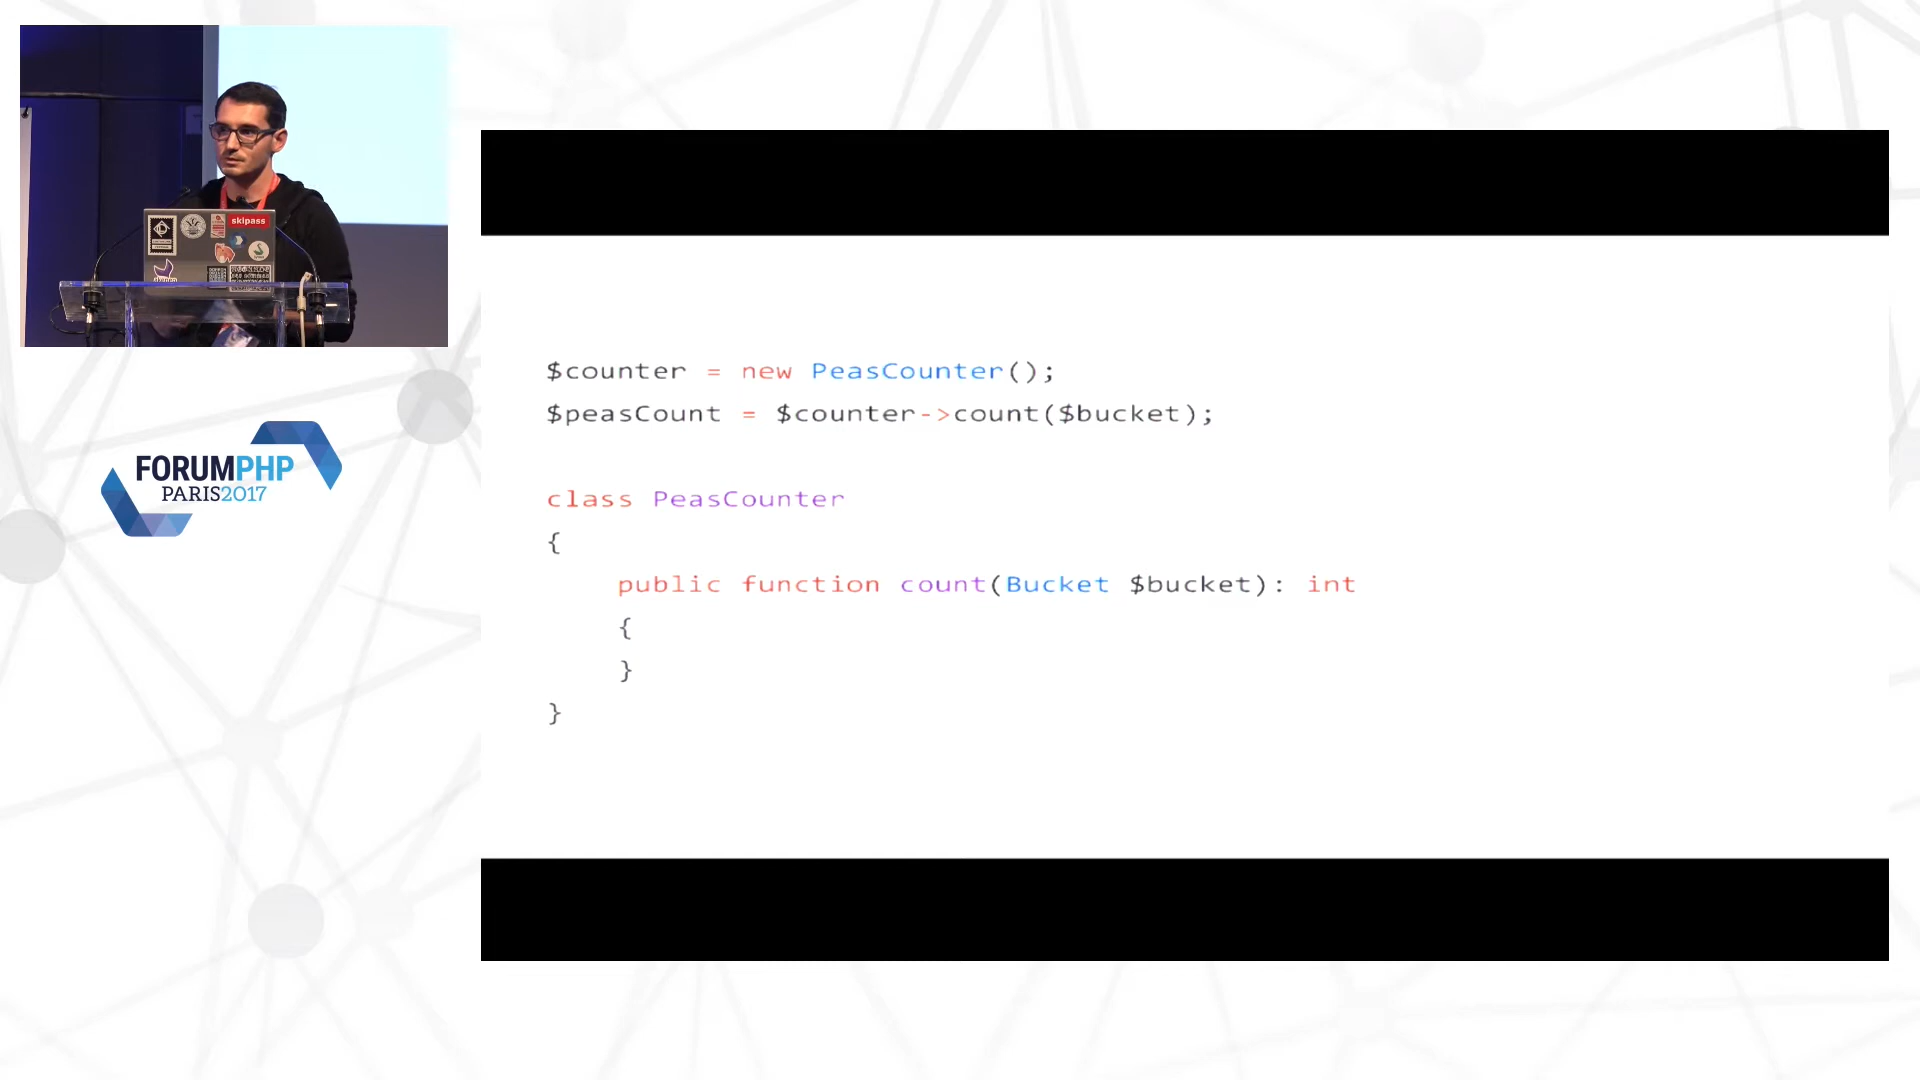 skipass
FORUMPHP
PARIS2017
$counter = new PeasCounter();
$peasCount = $counter->count($bucket);
class PeasCounter
{
public function count(Bucket $bucket): int
{
}
}